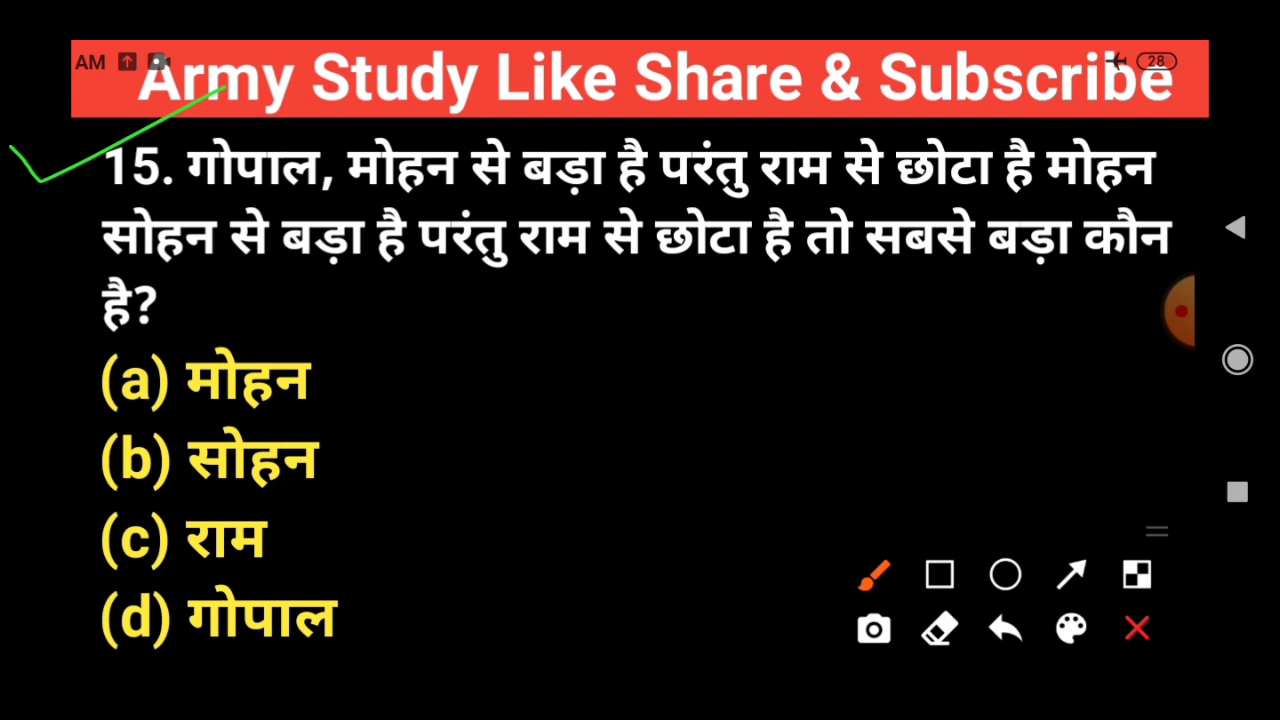 AM
28
Army Study Like Share & Subscribe
15. गोपाल, मोहन से बड़ा है परंतु राम से छोटा है मोहन
सोहन से बड़ा है परंतु राम से छोटा है तो सबसे बड़ा कौन
है?
(a) मोहन
(b) सोहन
(c) राम
(d) गोपाल